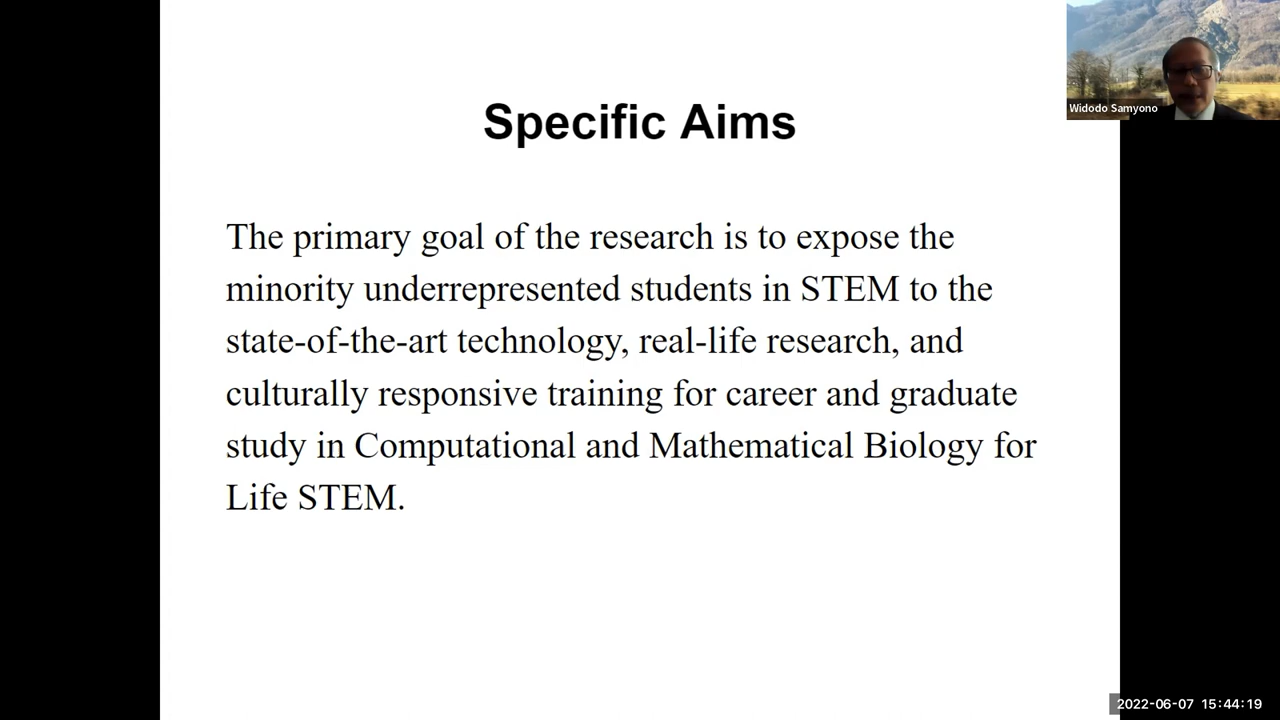 Specific Aims
Widodo Samyono
The primary goal of the research is to expose the
minority underrepresented students in STEM to the
state-of-the-art technology, real-life research, and
culturally responsive training for career and graduate
study in Computational and Mathematical Biology for
Life STEM.
2022-06-07 15:44:19